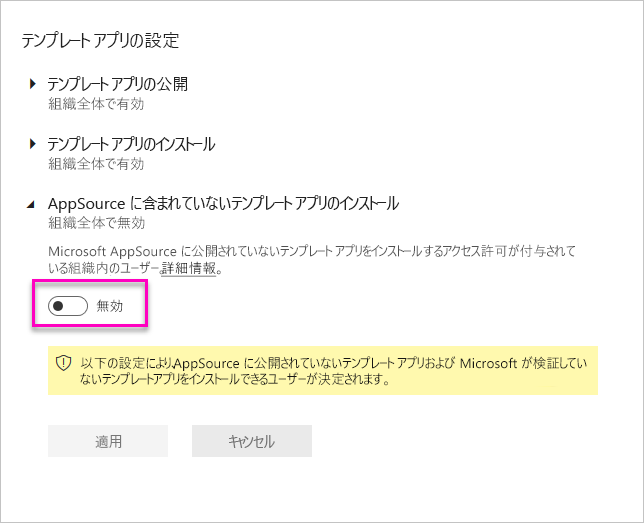 テンプレート アプリの設定
テンプレート アプリの公開
組織全体で有効
テンプレート アプリのインストール
組織全体で有効
AppSource に含まれていないテンプレート アプリのインストール
組織全体で無効
Microsoft AppSource に公開されていないテンプレート アプリをインストールするアクセス許可が付与されて
いる組織内のユーザー.詳細情報。
無効
以下の設定により,AppSource に公開されていないテンプレート アプリおよび Microsoft が検証してい
ないテンプレートアプリをインストールできるユーザーが決定されます。
適用
キャンセル